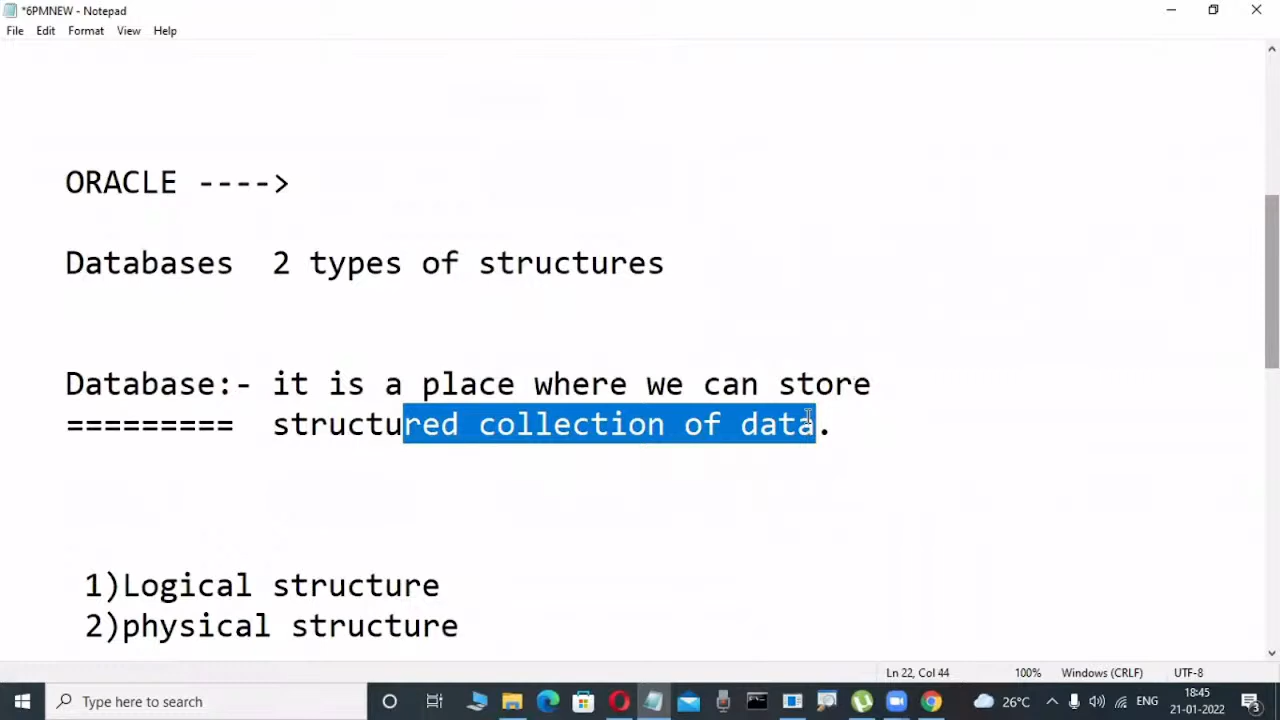 *6PMNEW - Notepad
File Edit Format View Help
ORACLE ---->
Databases 2 types of structures
Database:- it is a place where we can store
========= structured collection of data.
1)Logical structure
2)physical structure
Ln 22, Col 44 100% Windows (CRLF) UTF-8
Type here to search
26°C ENG
18:45
21-01-2022
3